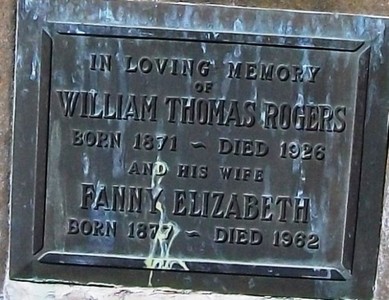 IN LOVING MEMORY
OF
WILLIAM THOMAS ROGERS
BORN 1871 ~ DIED 1926
AND HIS WIFE
FANNY ELIZABETH
BORN 1877 ~ DIED 1962